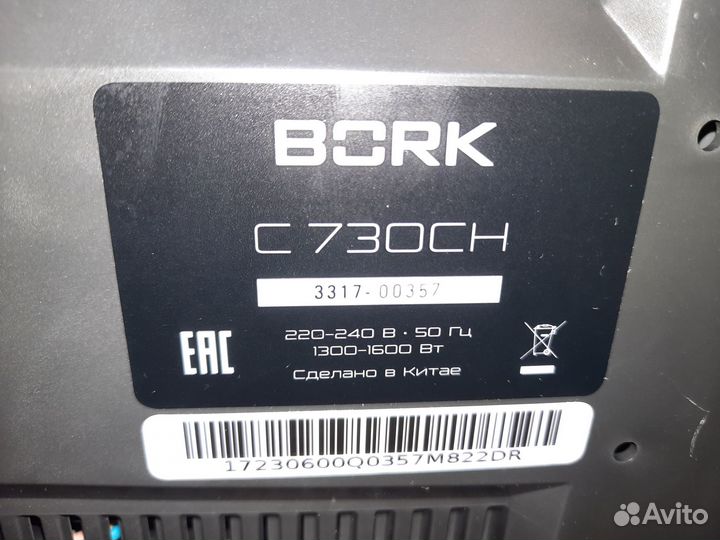 BORK
C 730CH
3317-00357
EAC
220-240 В · 50 Гц
1300-1600 Вт
Сделано в Китае
17230600Q0357M822DR
Avito